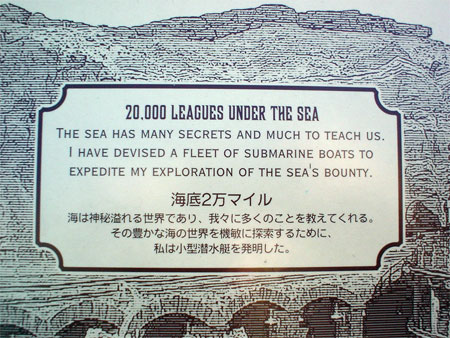 20,000 LEAGUES UNDER THE SEA
THE SEA HAS MANY SECRETS AND MUCH TO TEACH US.
I HAVE DEVISED A FLEET OF SUBMARINE BOATS TO
EXPEDITE MY EXPLORATION OF THE SEA'S BOUNTY.
海底2万マイル
海は神秘溢れる世界であり、我々に多くのことを教えてくれる。
その豊かな海の世界を機敏に探索するために、
私は小型潜水艇を発明した。